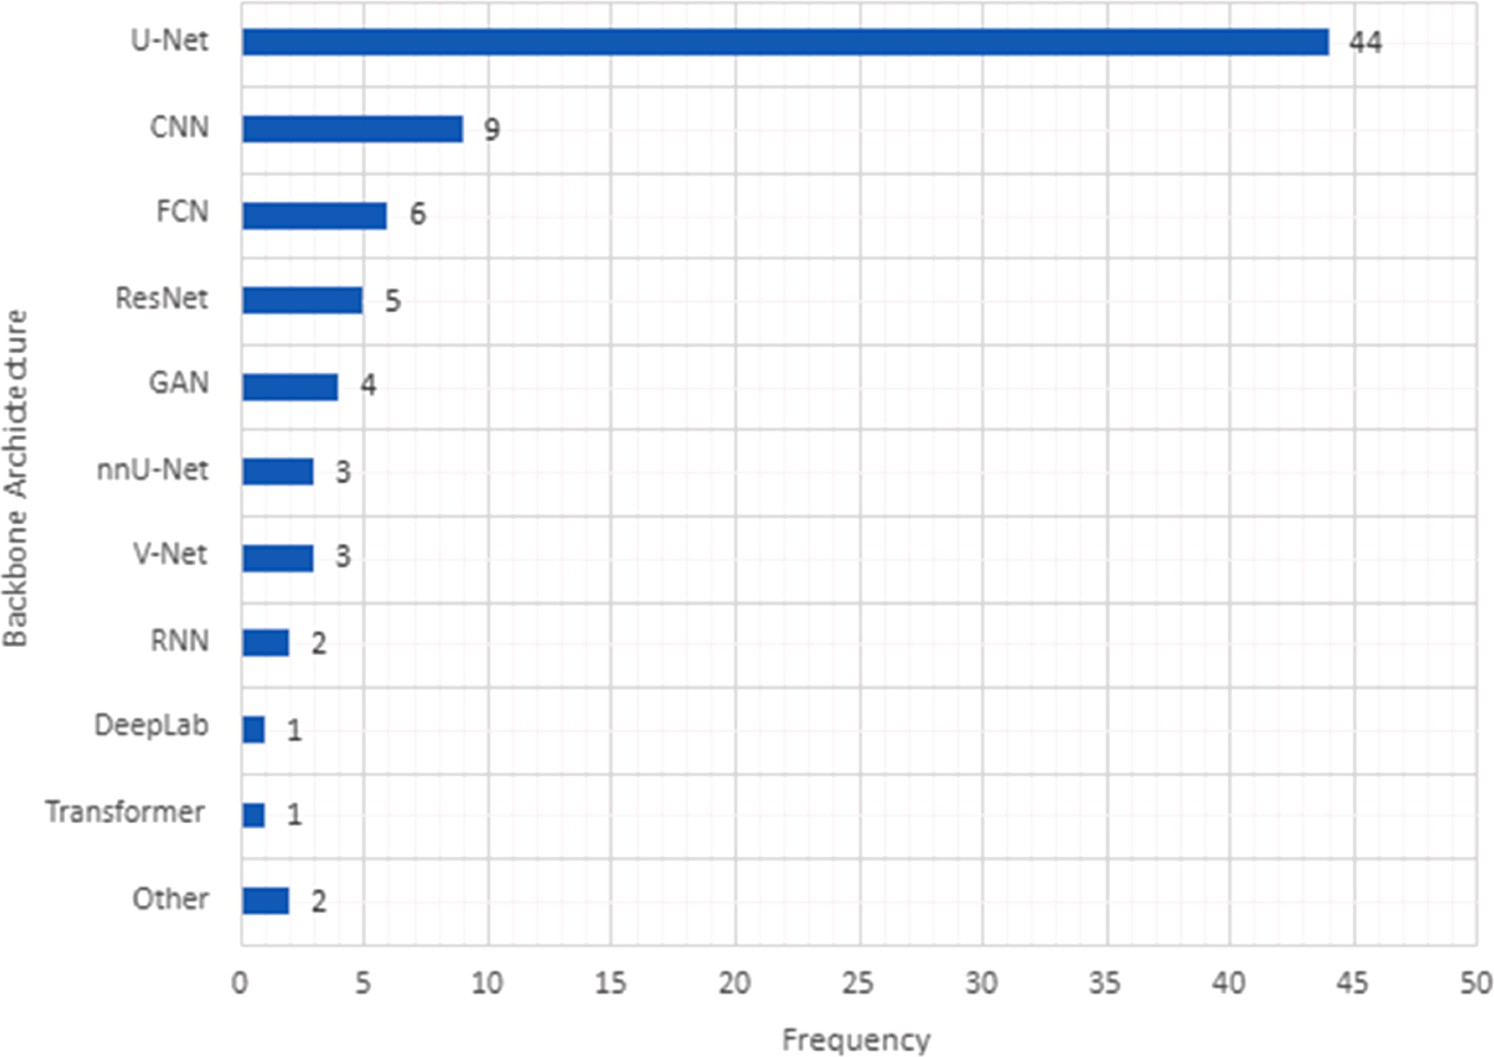 U-Net 44
CNN 9
FCN 6
ResNet 5
GAN 4
nnU-Net 3
V-Net 3
RNN 2
DeepLab 1
Transformer 1
Other 2
0 5 10 15 20 25 30 35 40 45 50
Frequency
Backbone Architecture